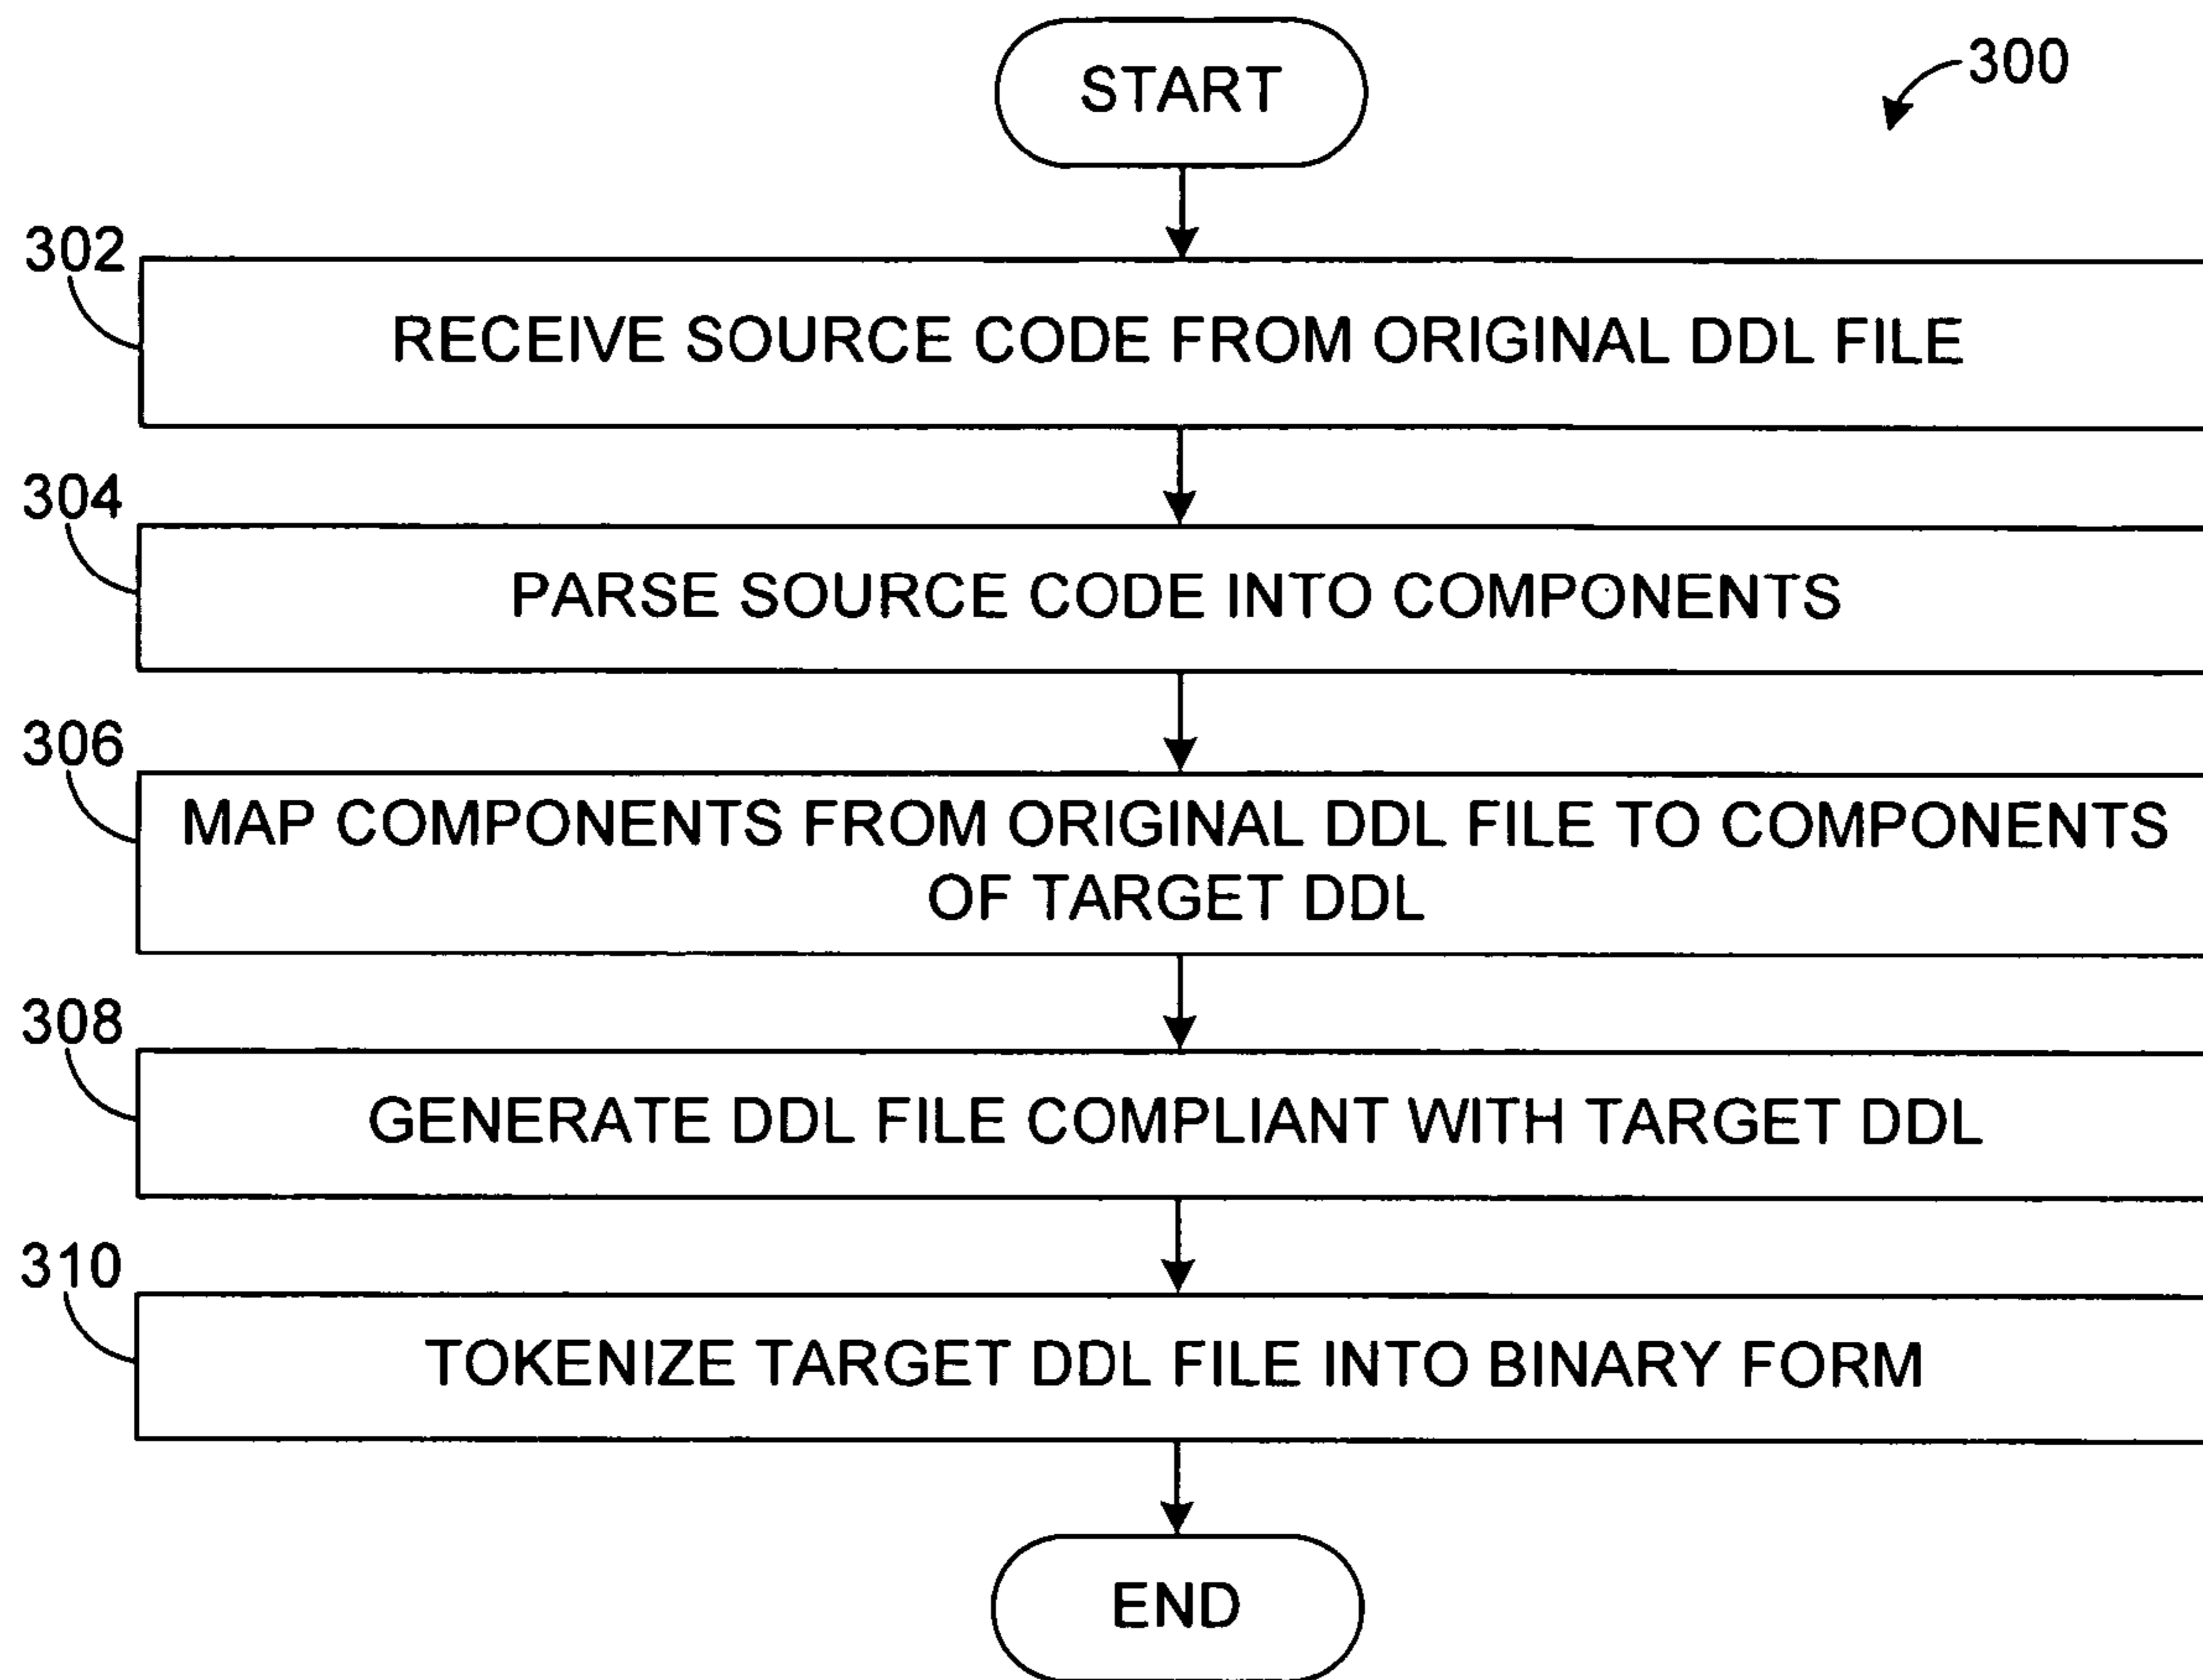 START
300
302
RECEIVE SOURCE CODE FROM ORIGINAL DDL FILE
304
PARSE SOURCE CODE INTO COMPONENTS
306
MAP COMPONENTS FROM ORIGINAL DDL FILE TO COMPONENTS
OF TARGET DDL
308
GENERATE DDL FILE COMPLIANT WITH TARGET DDL
310
TOKENIZE TARGET DDL FILE INTO BINARY FORM
END